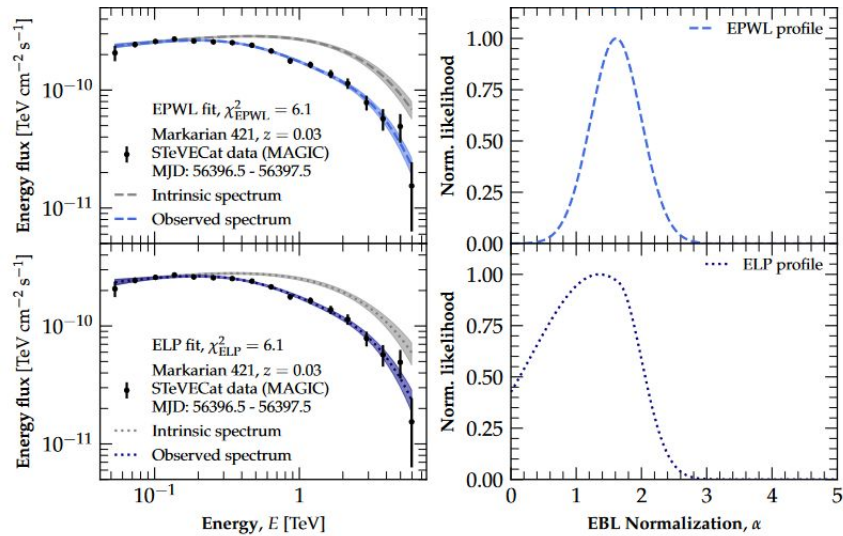 Energy flux [TeV cm⁻² s⁻¹]
10⁻¹⁰
10⁻¹¹
EPWL fit, χ²EPWL = 6.1
Markarian 421, z = 0.03
STeVECat data (MAGIC)
MJD: 56396.5 - 56397.5
Intrinsic spectrum
Observed spectrum
Norm. likelihood
1.00
0.75
0.50
0.25
0.00
EPWL profile
Energy flux [TeV cm⁻² s⁻¹]
10⁻¹⁰
10⁻¹¹
ELP fit, χ²ELP = 6.1
Markarian 421, z = 0.03
STeVECat data (MAGIC)
MJD: 56396.5 - 56397.5
Intrinsic spectrum
Observed spectrum
10⁻¹ 1
Energy, E [TeV]
Norm. likelihood
1.00
0.75
0.50
0.25
0.00
ELP profile
0 1 2 3 4 5
EBL Normalization, α